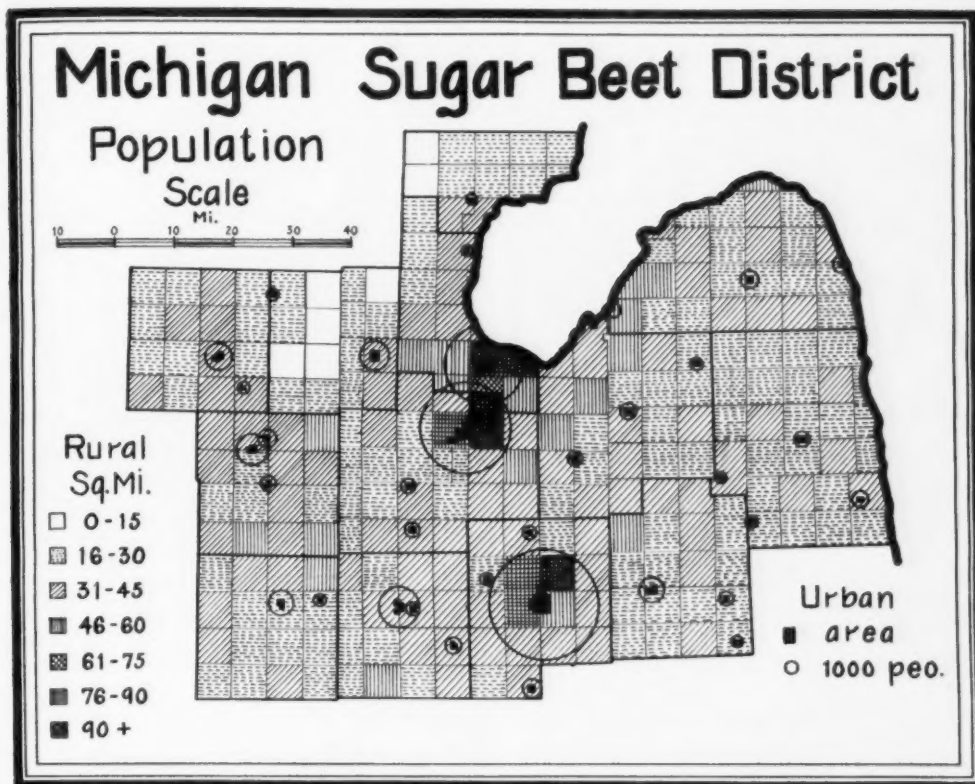 Michigan Sugar Beet District
Population
Scale
Mi.
10 0 10 20 30 40
Rural
Sq.Mi.
0-15
16-30
31-45
46-60
61-75
76-90
90+
Urban
area
1000 peo.